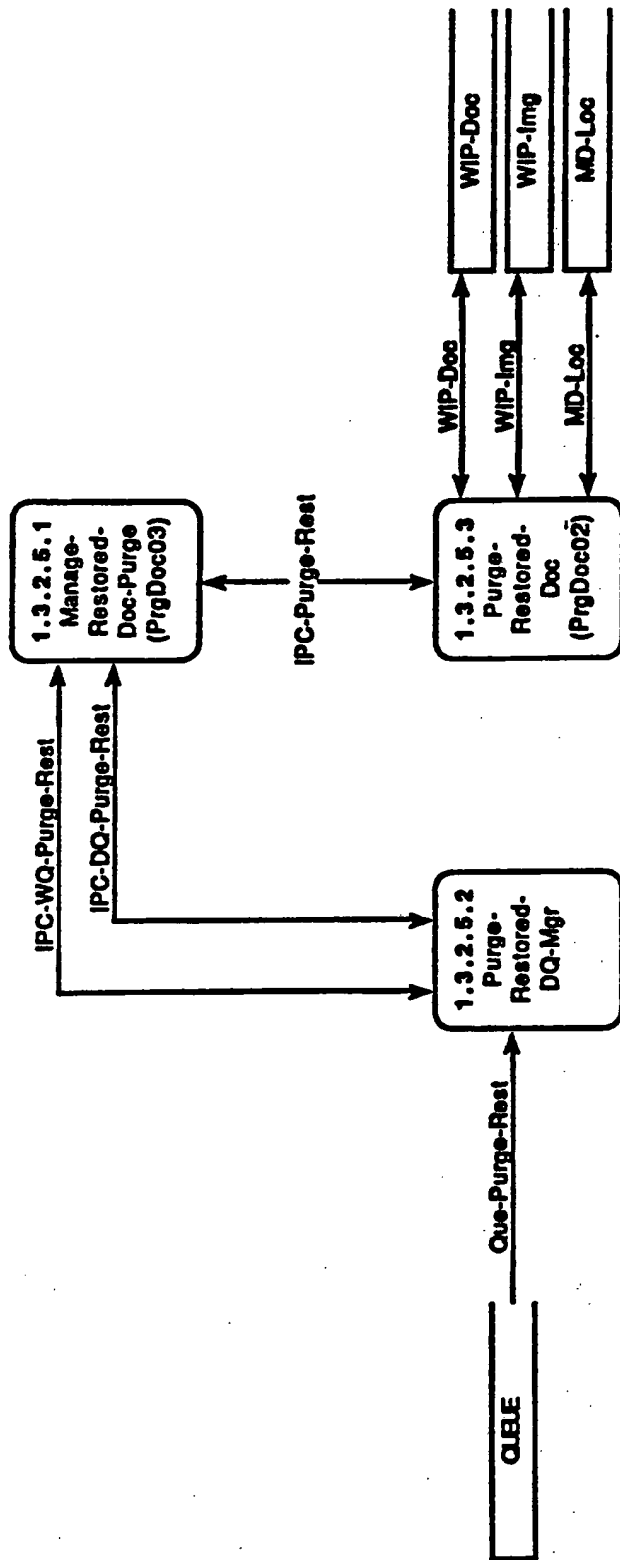 1.3.2.5.1
Manage-
Restored-
Doc-Purge
(PrgDoc03)
IPC-WQ-Purge-Rest
IPC-DQ-Purge-Rest
IPC-Purge-Rest
QUEUE
Que-Purge-Rest
1.3.2.5.2
Purge-
Restored-
DQ-Mgr
1.3.2.5.3
Purge-
Restored-
Doc
(PrgDoc02)
WIP-Doc
WIP-Img
MD-Loc
WIP-Doc
WIP-Img
MD-Loc